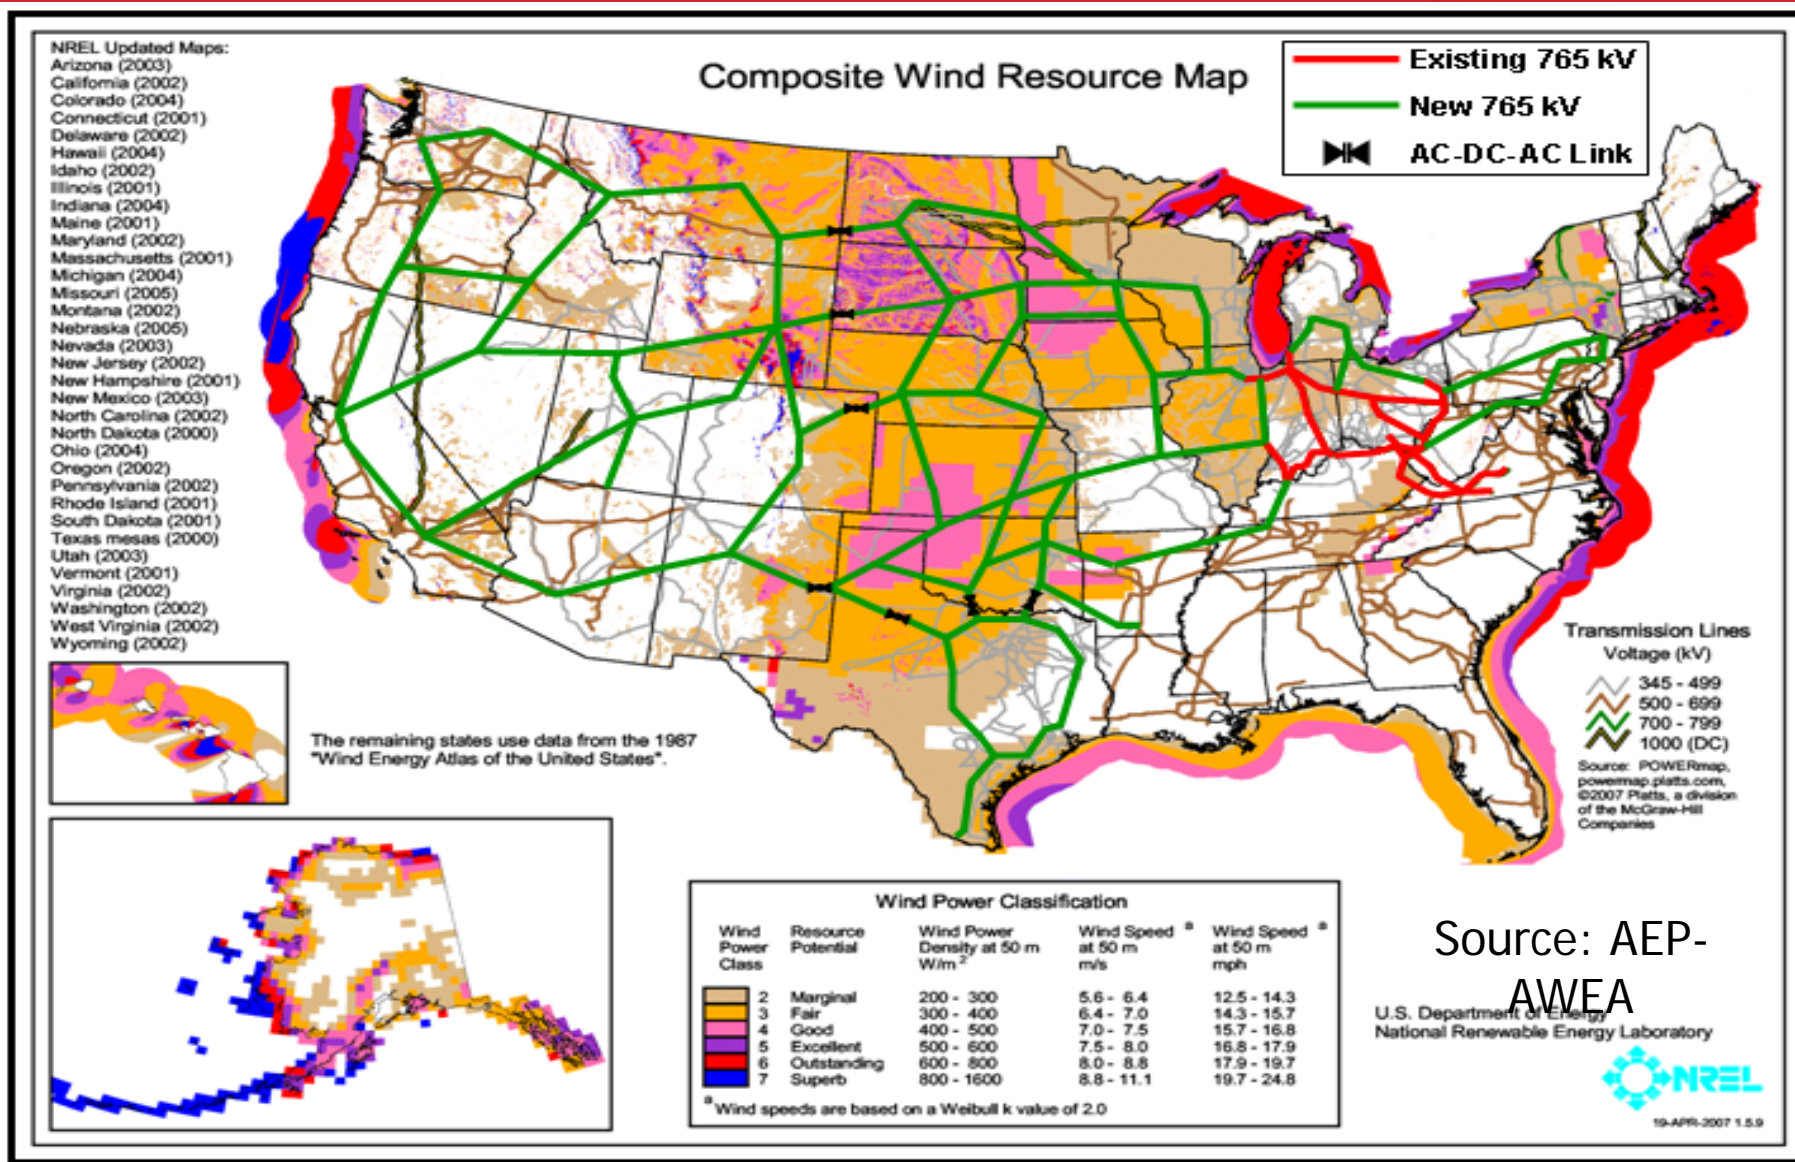 NREL Updated Maps:
Arizona (2003)
California (2002)
Colorado (2004)
Connecticut (2001)
Delaware (2002)
Hawaii (2004)
Idaho (2002)
Illinois (2001)
Indiana (2004)
Maine (2001)
Maryland (2002)
Massachusetts (2001)
Michigan (2004)
Missouri (2005)
Montana (2002)
Nebraska (2005)
Nevada (2003)
New Jersey (2002)
New Hampshire (2001)
New Mexico (2003)
North Carolina (2002)
North Dakota (2000)
Ohio (2004)
Oregon (2002)
Pennsylvania (2002)
Rhode Island (2001)
South Dakota (2001)
Texas mesas (2000)
Utah (2003)
Vermont (2001)
Virginia (2002)
Washington (2002)
West Virginia (2002)
Wyoming (2002)
Composite Wind Resource Map
Existing 765 kV
New 765 kV
AC-DC-AC Link
The remaining states use data from the 1987
"Wind Energy Atlas of the United States".
Transmission Lines
Voltage (kV)
345 - 499
500 - 699
700 - 799
1000 (DC)
Source: POWERmap,
powermap.platts.com,
©2007 Platts, a division
of the McGraw-Hill
Companies
Wind Power Classification
Wind Power Class Resource Potential Wind Power Density at 50 m W/m² Wind Speed a at 50 m m/s Wind Speed a at 50 m mph
2 Marginal 200 - 300 5.6 - 6.4 12.5 - 14.3
3 Fair 300 - 400 6.4 - 7.0 14.3 - 15.7
4 Good 400 - 500 7.0 - 7.5 15.7 - 16.8
5 Excellent 500 - 600 7.5 - 8.0 16.8 - 17.9
6 Outstanding 600 - 800 8.0 - 8.8 17.9 - 19.7
7 Superb 800 - 1600 8.8 - 11.1 19.7 - 24.8
a Wind speeds are based on a Weibull k value of 2.0
Source: AEP-
AWEA
U.S. Department of Energy
National Renewable Energy Laboratory
NREL
19-APR-2007 1.5.9